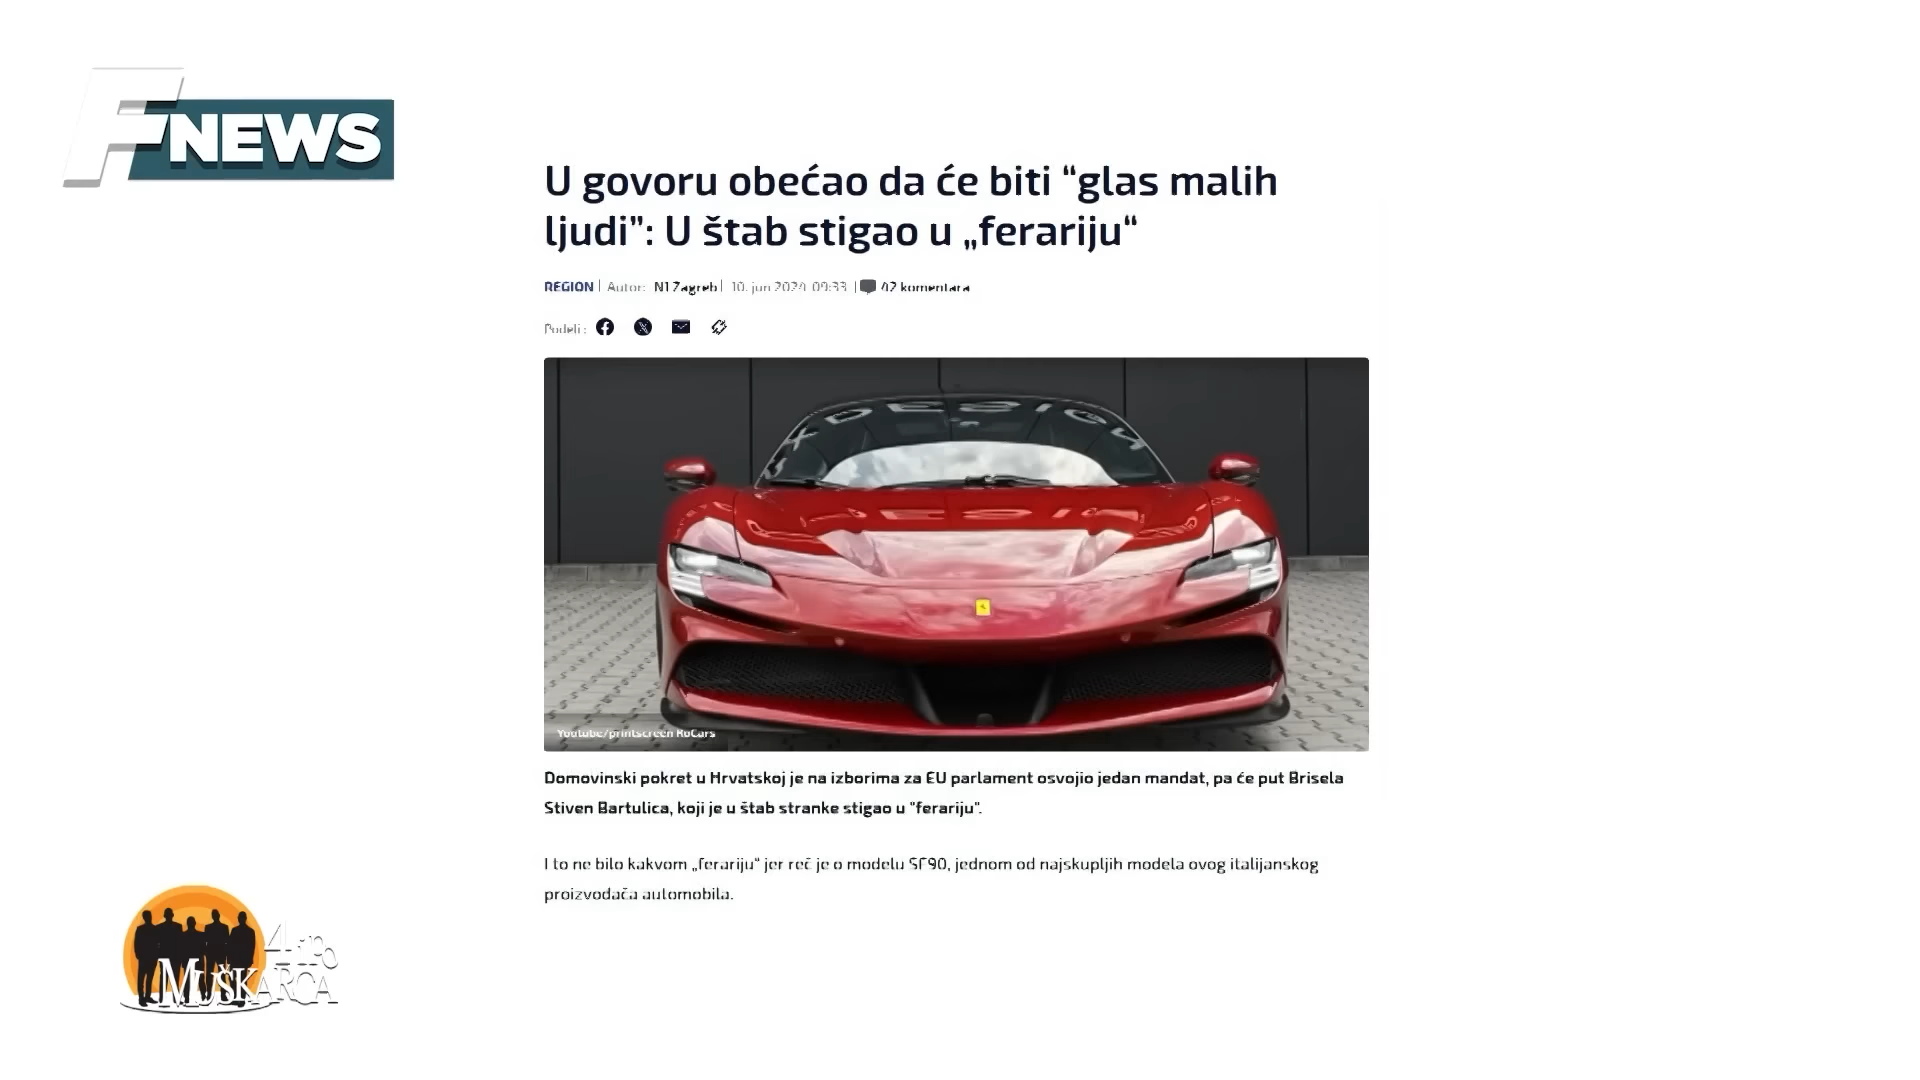 FNEWS
U govoru obećao da će biti “glas malih
ljudi”: U štab stigao u „ferariju“
REGION | Autor: N1 Zagreb | 10. jun 2024 09:33 | 42 komentara
Podeli :
Youtube/printscreen RoCars
Domovinski pokret u Hrvatskoj je na izborima za EU parlament osvojio jedan mandat, pa će put Brisela
Stiven Bartulica, koji je u štab stranke stigao u "ferariju".
I to ne bilo kakvom „ferariju“ jer reč je o modelu SF90, jednom od najskupljih modela ovog italijanskog
proizvođača automobila.
4 i po
MUŠKARCA